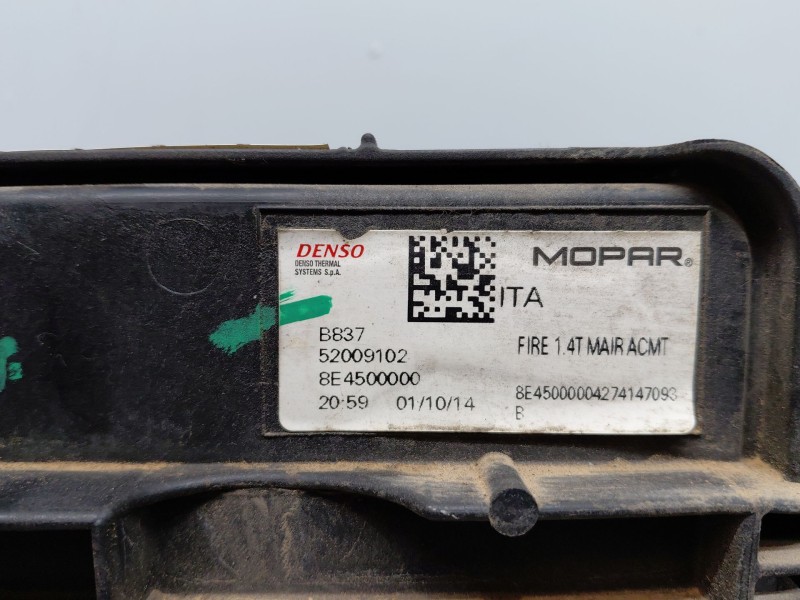 DENSO
DENSO THERMAL
SYSTEMS S.p.A.
ITA
MOPAR®
B837
52009102
8E4500000
20:59 01/10/14
FIRE 1.4T MAIR ACMT
8E45000004274147093
B